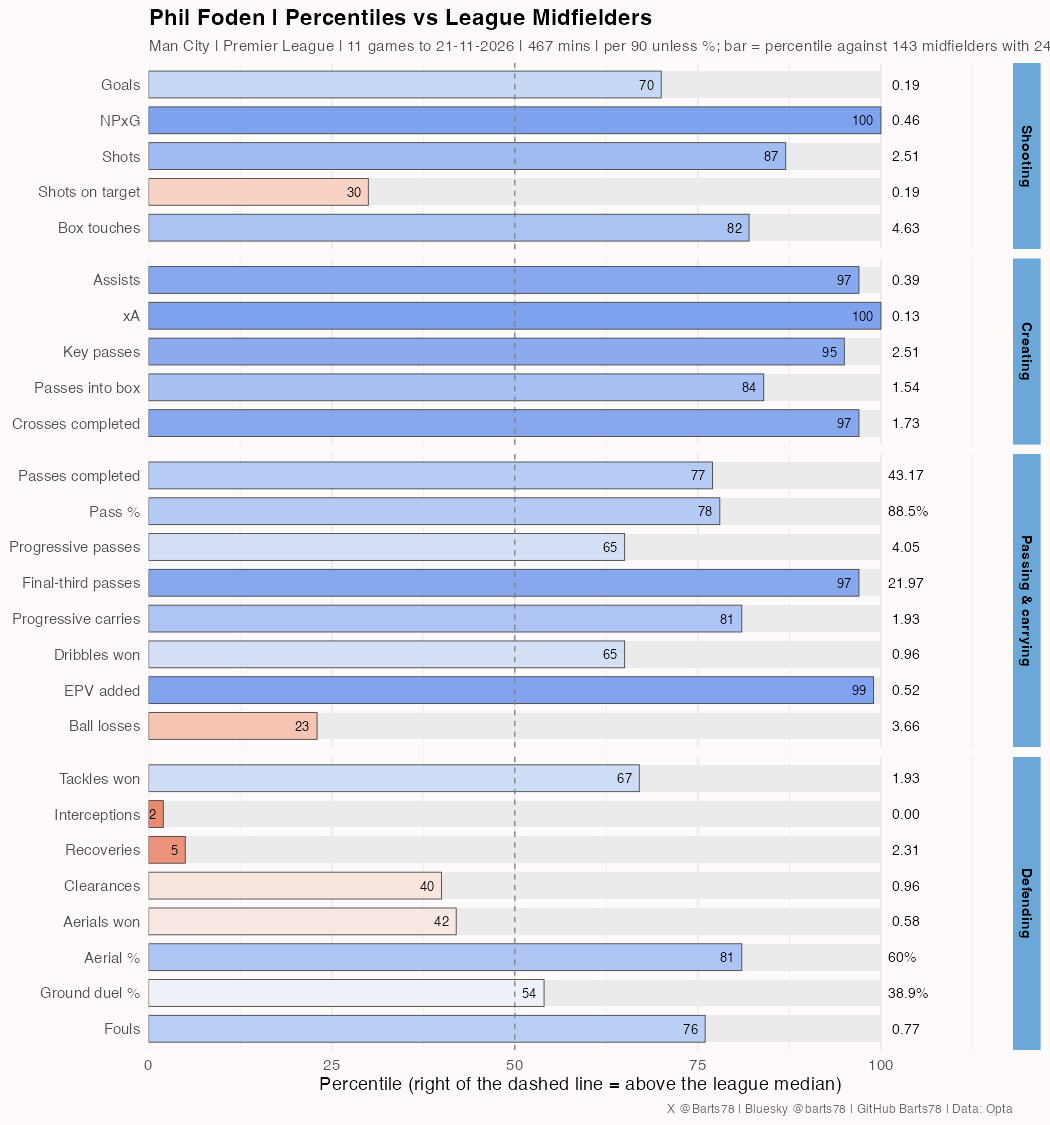 Phil Foden | Percentiles vs League Midfielders
Man City | Premier League | 11 games to 21-11-2026 | 467 mins | per 90 unless %; bar = percentile against 143 midfielders with 24
Goals 70 0.19
NPxG 100 0.46
Shots 87 2.51
Shots on target 30 0.19
Box touches 82 4.63
Shooting
Assists 97 0.39
xA 100 0.13
Key passes 95 2.51
Passes into box 84 1.54
Crosses completed 97 1.73
Creating
Passes completed 77 43.17
Pass % 78 88.5%
Progressive passes 65 4.05
Final-third passes 97 21.97
Progressive carries 81 1.93
Dribbles won 65 0.96
EPV added 99 0.52
Ball losses 23 3.66
Passing & carrying
Tackles won 67 1.93
Interceptions 2 0.00
Recoveries 5 2.31
Clearances 40 0.96
Aerials won 42 0.58
Aerial % 81 60%
Ground duel % 54 38.9%
Fouls 76 0.77
Defending
0 25 50 75 100
Percentile (right of the dashed line = above the league median)
X @Barts78 | Bluesky @barts78 | GitHub Barts78 | Data: Opta